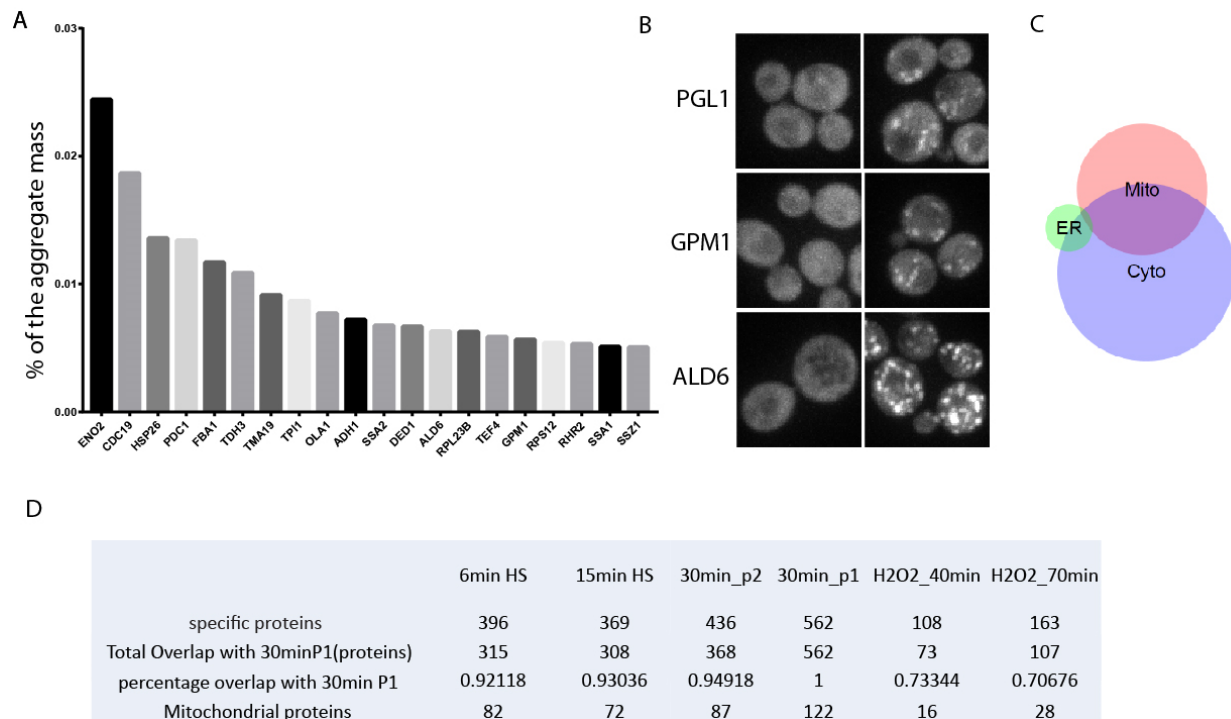 A
B
C
% of the aggregate mass
0.03
0.02
0.01
0.00
ENO2 CDC19 HSP26 PDC1 FBA1 TDH3 TMA19 TPI1 OLA1 ADH1 SSA2 DED1 ALD6 RPL23B TEF4 GPM1 RPS12 RHR2 SSA1 SSZ1
PGL1
GPM1
ALD6
Mito
ER
Cyto
D
6min HS 15min HS 30min_p2 30min_p1 H2O2_40min H2O2_70min
specific proteins 396 369 436 562 108 163
Total Overlap with 30minP1(proteins) 315 308 368 562 73 107
percentage overlap with 30min P1 0.92118 0.93036 0.94918 1 0.73344 0.70676
Mitochondrial proteins 82 72 87 122 16 28